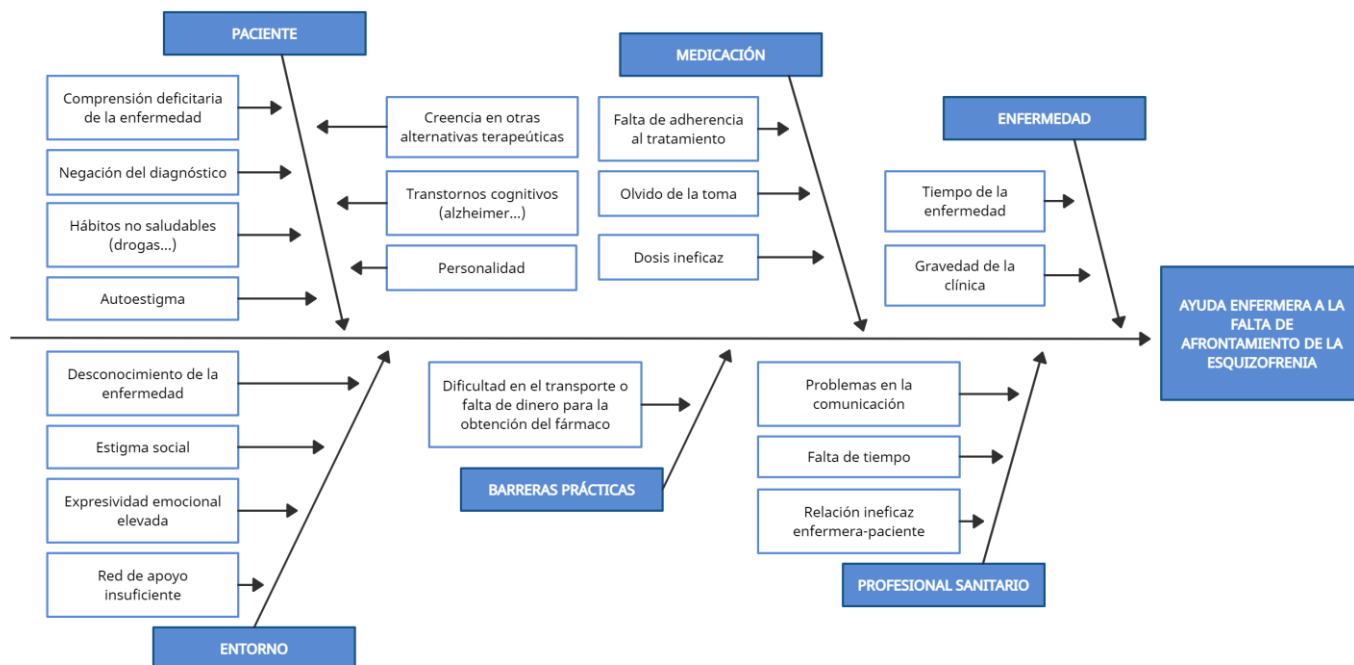 PACIENTE
Comprensión deficitaria
de la enfermedad
Negación del diagnóstico
Hábitos no saludables
(drogas...)
Autoestigma
Creencia en otras
alternativas terapeúticas
Transtornos cognitivos
(alzheimer...)
Personalidad
MEDICACIÓN
Falta de adherencia
al tratamiento
Olvido de la toma
Dosis ineficaz
ENFERMEDAD
Tiempo de la
enfermedad
Gravedad de la
clínica
AYUDA ENFERMERA A LA
FALTA DE
AFRONTAMIENTO DE LA
ESQUIZOFRENIA
Desconocimiento de la
enfermedad
Estigma social
Expresividad emocional
elevada
Red de apoyo
insuficiente
ENTORNO
Dificultad en el transporte o
falta de dinero para la
obtención del fármaco
BARRERAS PRÁCTICAS
Problemas en la
comunicación
Falta de tiempo
Relación ineficaz
enfermera-paciente
PROFESIONAL SANITARIO